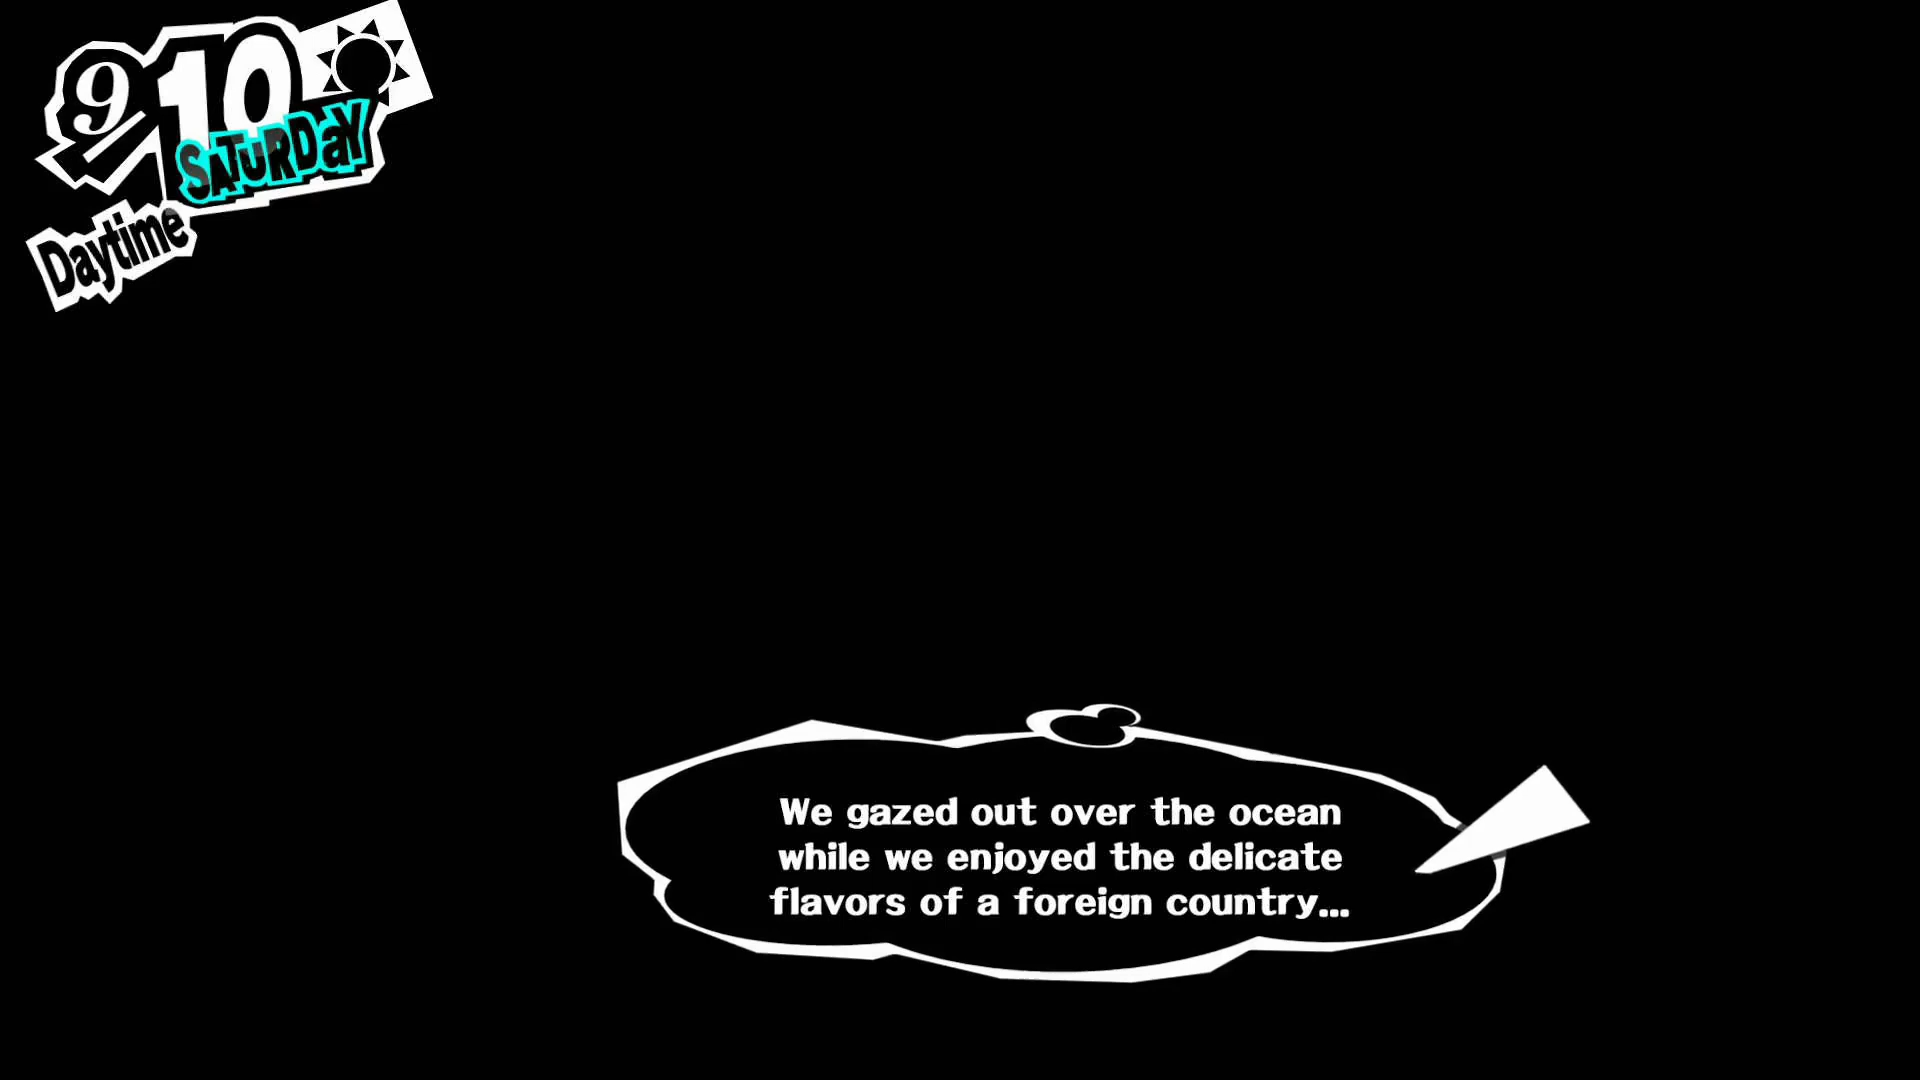 9/10
SATURDaY
Daytime
We gazed out over the ocean
while we enjoyed the delicate
flavors of a foreign country...